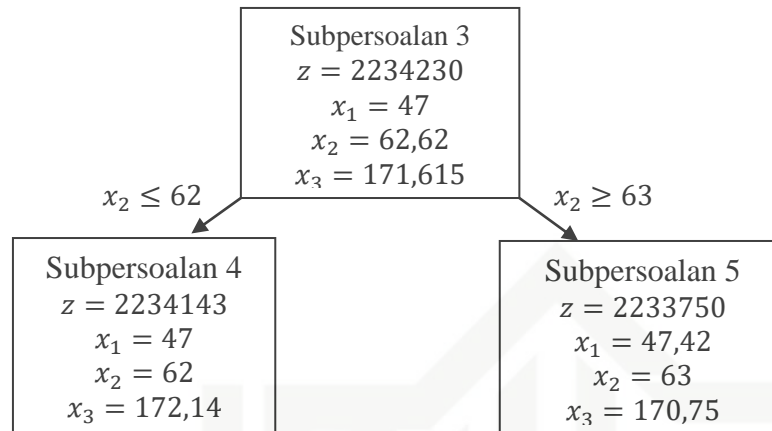 Subpersoalan 3
z = 2234230
x₁ = 47
x₂ = 62,62
x₃ = 171,615
x₂ ≤ 62
x₂ ≥ 63
Subpersoalan 4
z = 2234143
x₁ = 47
x₂ = 62
x₃ = 172,14
Subpersoalan 5
z = 2233750
x₁ = 47,42
x₂ = 63
x₃ = 170,75